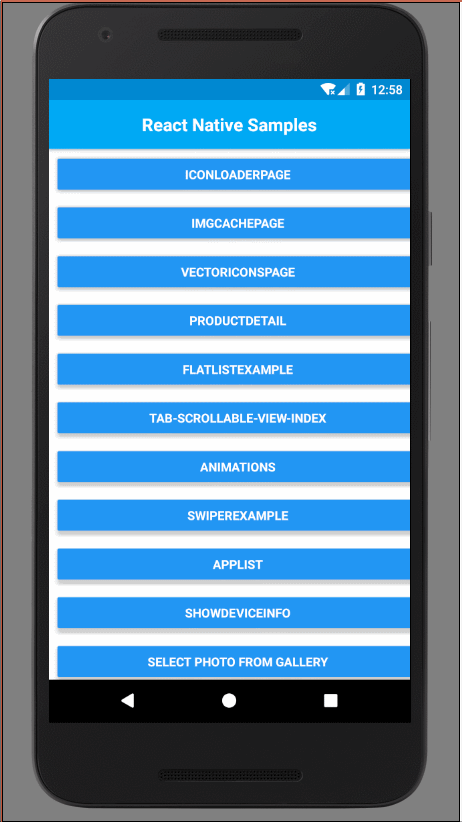 12:58
React Native Samples
ICONLOADERPAGE
IMGCACHEPAGE
VECTORICONSPAGE
PRODUCTDETAIL
FLATLISTEXAMPLE
TAB-SCROLLABLE-VIEW-INDEX
ANIMATIONS
SWIPEREXAMPLE
APPLIST
SHOWDEVICEINFO
SELECT PHOTO FROM GALLERY